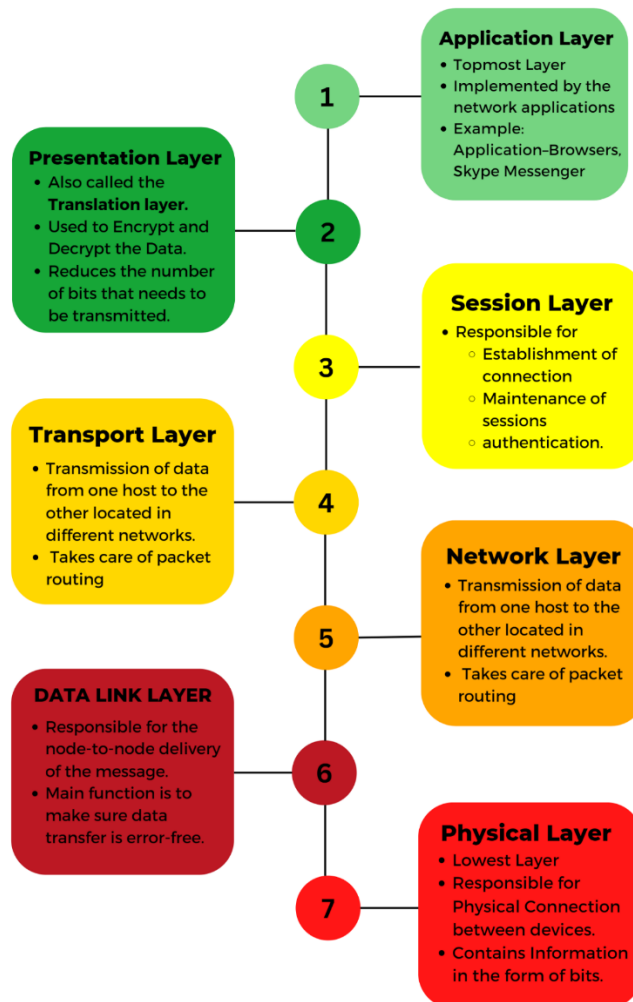 Application Layer
• Topmost Layer
• Implemented by the
network applications
• Example:
Application–Browsers,
Skype Messenger
1
Presentation Layer
• Also called the
Translation layer.
• Used to Encrypt and
Decrypt the Data.
• Reduces the number
of bits that needs to
be transmitted.
2
Session Layer
• Responsible for
○ Establishment of
connection
○ Maintenance of
sessions
○ authentication.
3
Transport Layer
• Transmission of data
from one host to the
other located in
different networks.
• Takes care of packet
routing
4
Network Layer
• Transmission of data
from one host to the
other located in
different networks.
• Takes care of packet
routing
5
DATA LINK LAYER
• Responsible for the
node-to-node delivery
of the message.
• Main function is to
make sure data
transfer is error-free.
6
Physical Layer
• Lowest Layer
• Responsible for
Physical Connection
between devices.
• Contains Information
in the form of bits.
7